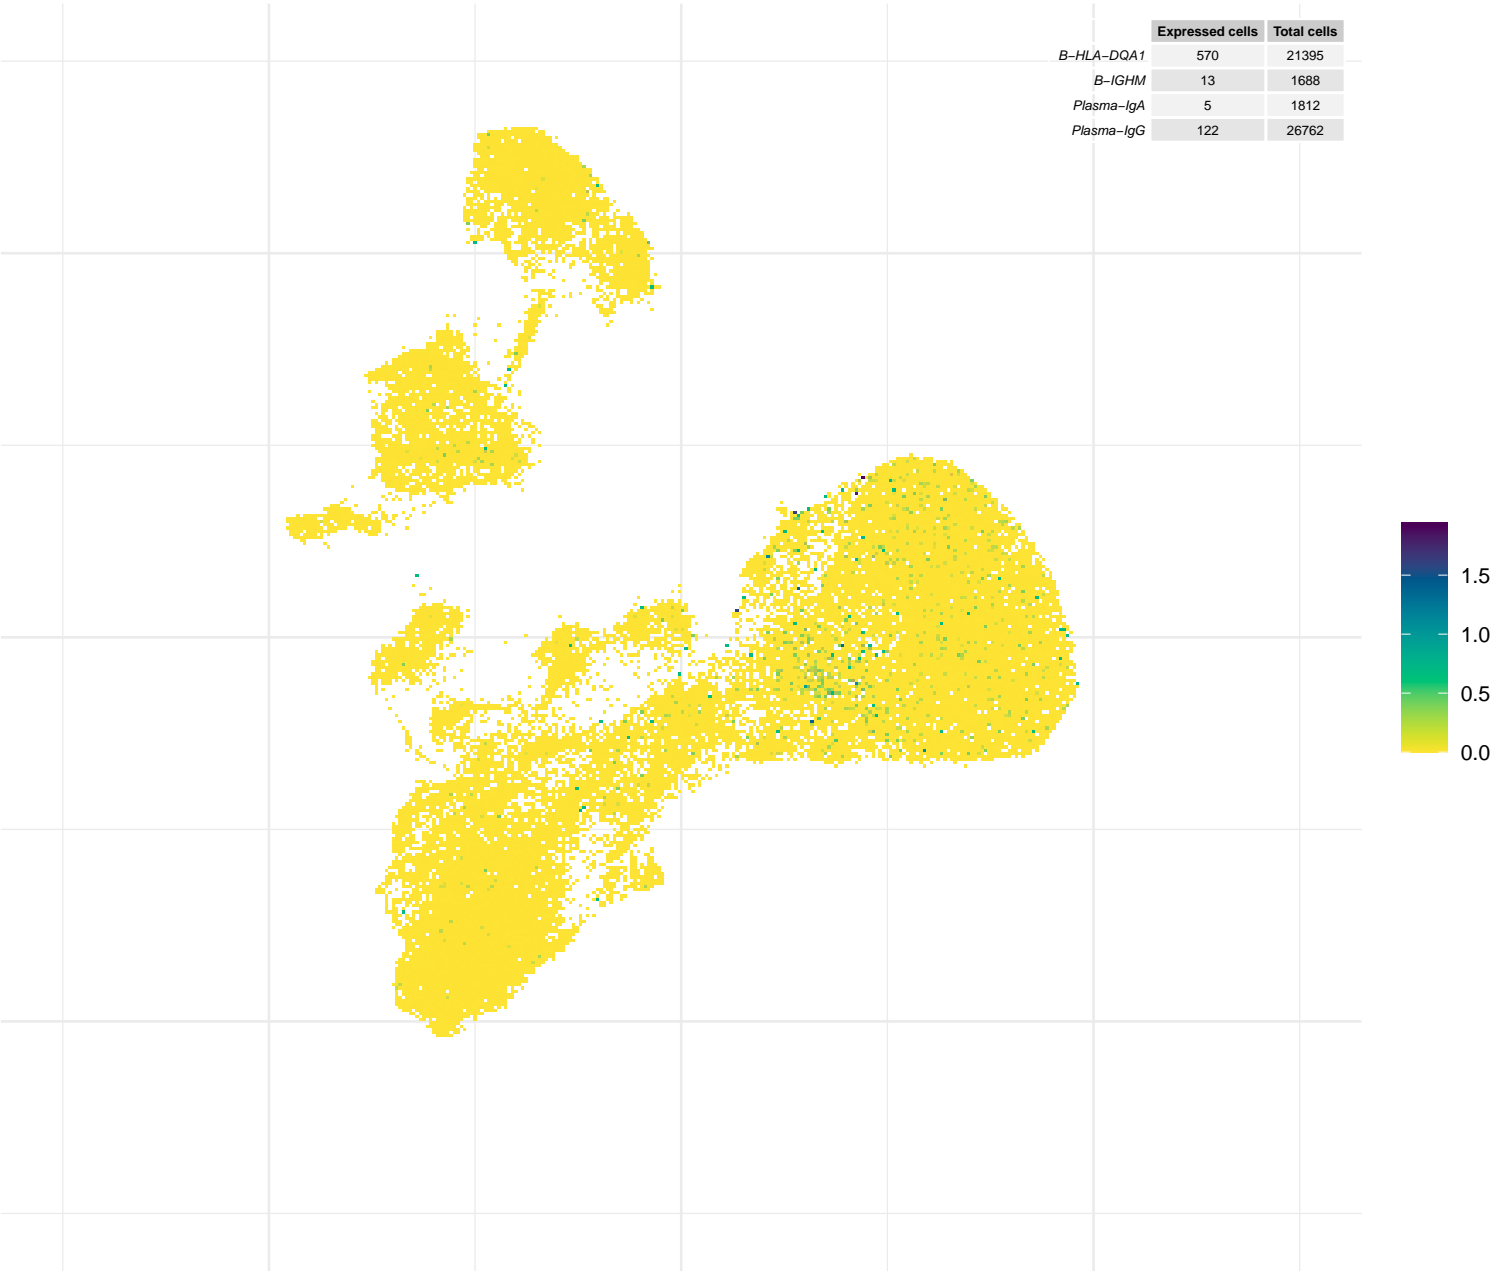 Expressed cells Total cells
B−HLA−DQA1 570 21395
B−IGHM 13 1688
Plasma−IgA 5 1812
Plasma−IgG 122 26762
1.5
1.0
0.5
0.0